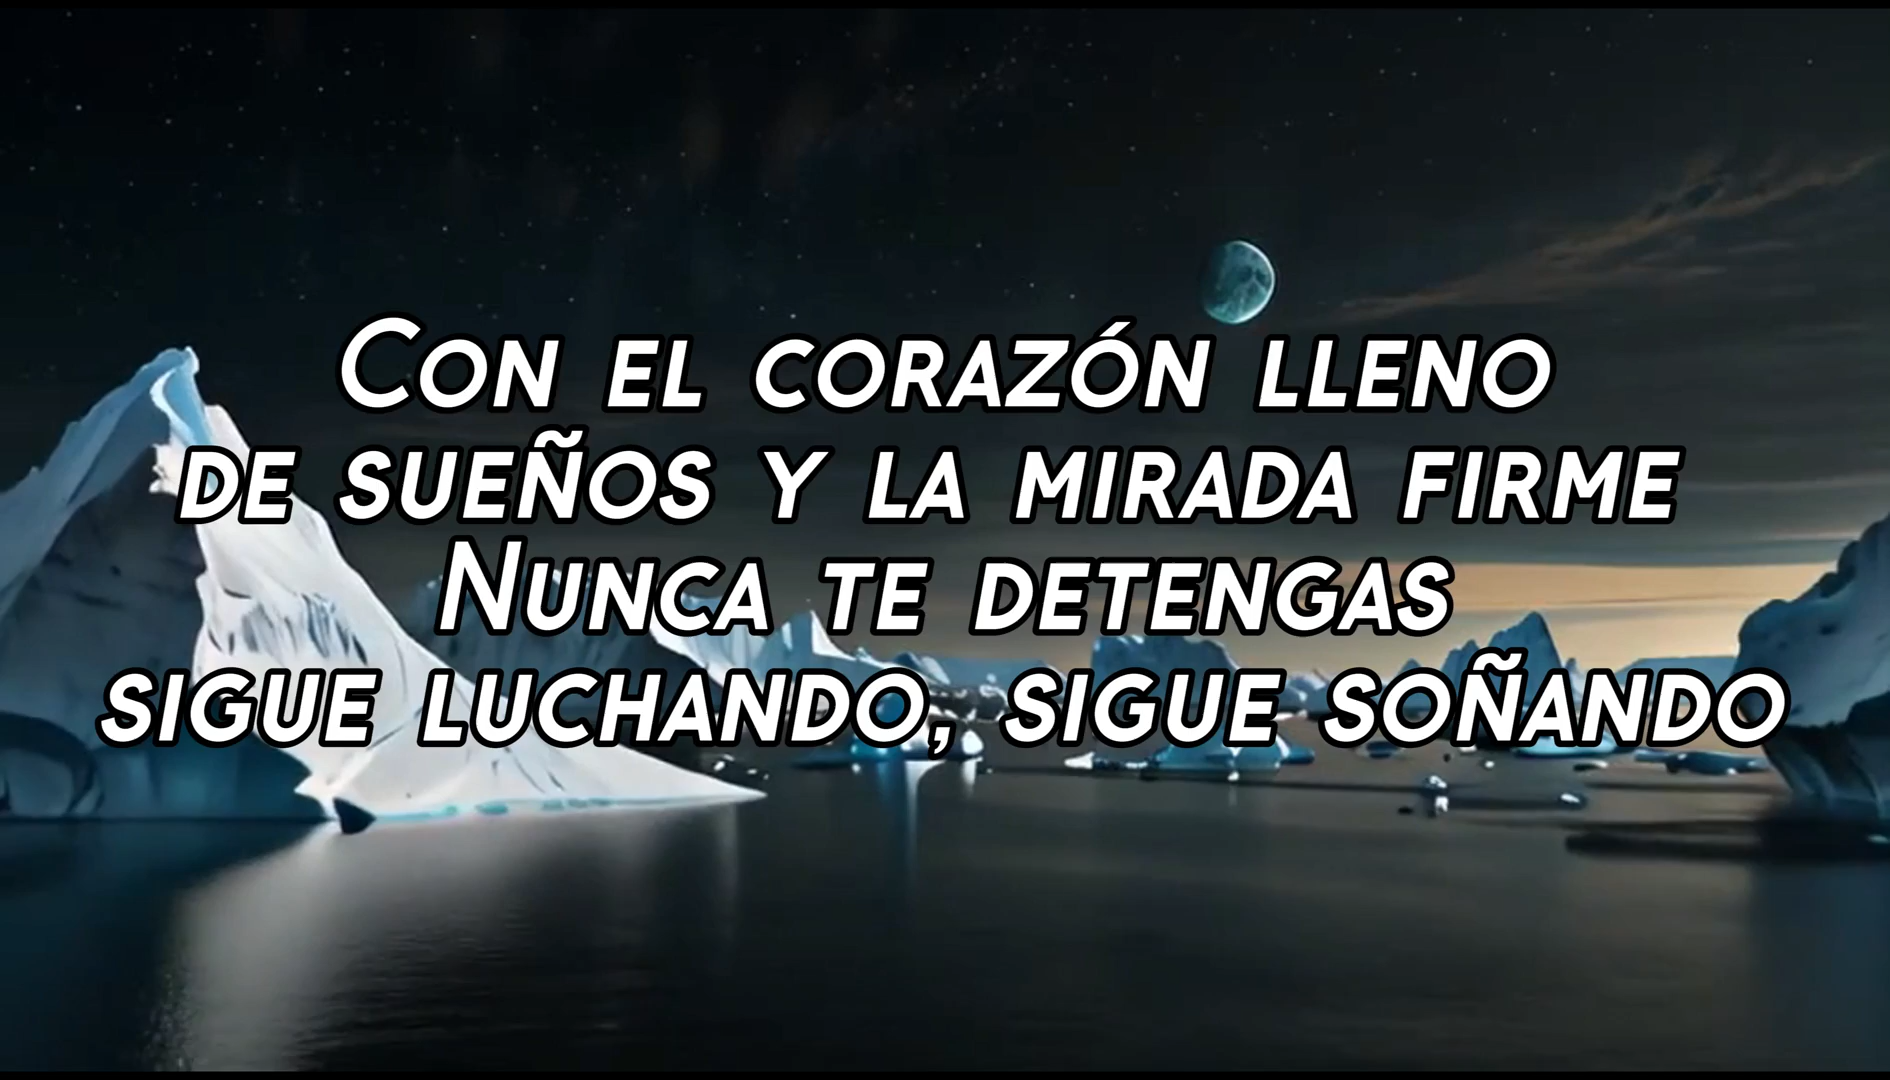 Con el corazón lleno
de sueños y la mirada firme
Nunca te detengas
sigue luchando, sigue soñando